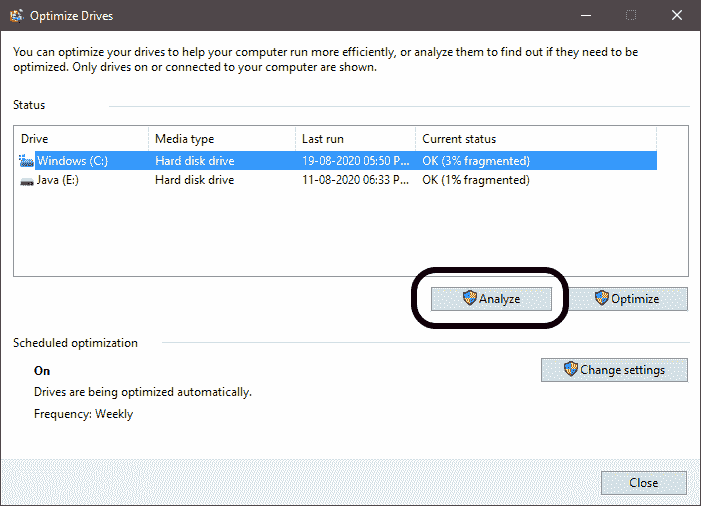 Optimize Drives
You can optimize your drives to help your computer run more efficiently, or analyze them to find out if they need to be
optimized. Only drives on or connected to your computer are shown.
Status
Drive Media type Last run Current status
Windows (C:) Hard disk drive 19-08-2020 05:50 P... OK (3% fragmented)
Java (E:) Hard disk drive 11-08-2020 06:33 P... OK (1% fragmented)
Analyze Optimize
Scheduled optimization
On Change settings
Drives are being optimized automatically.
Frequency: Weekly
Close